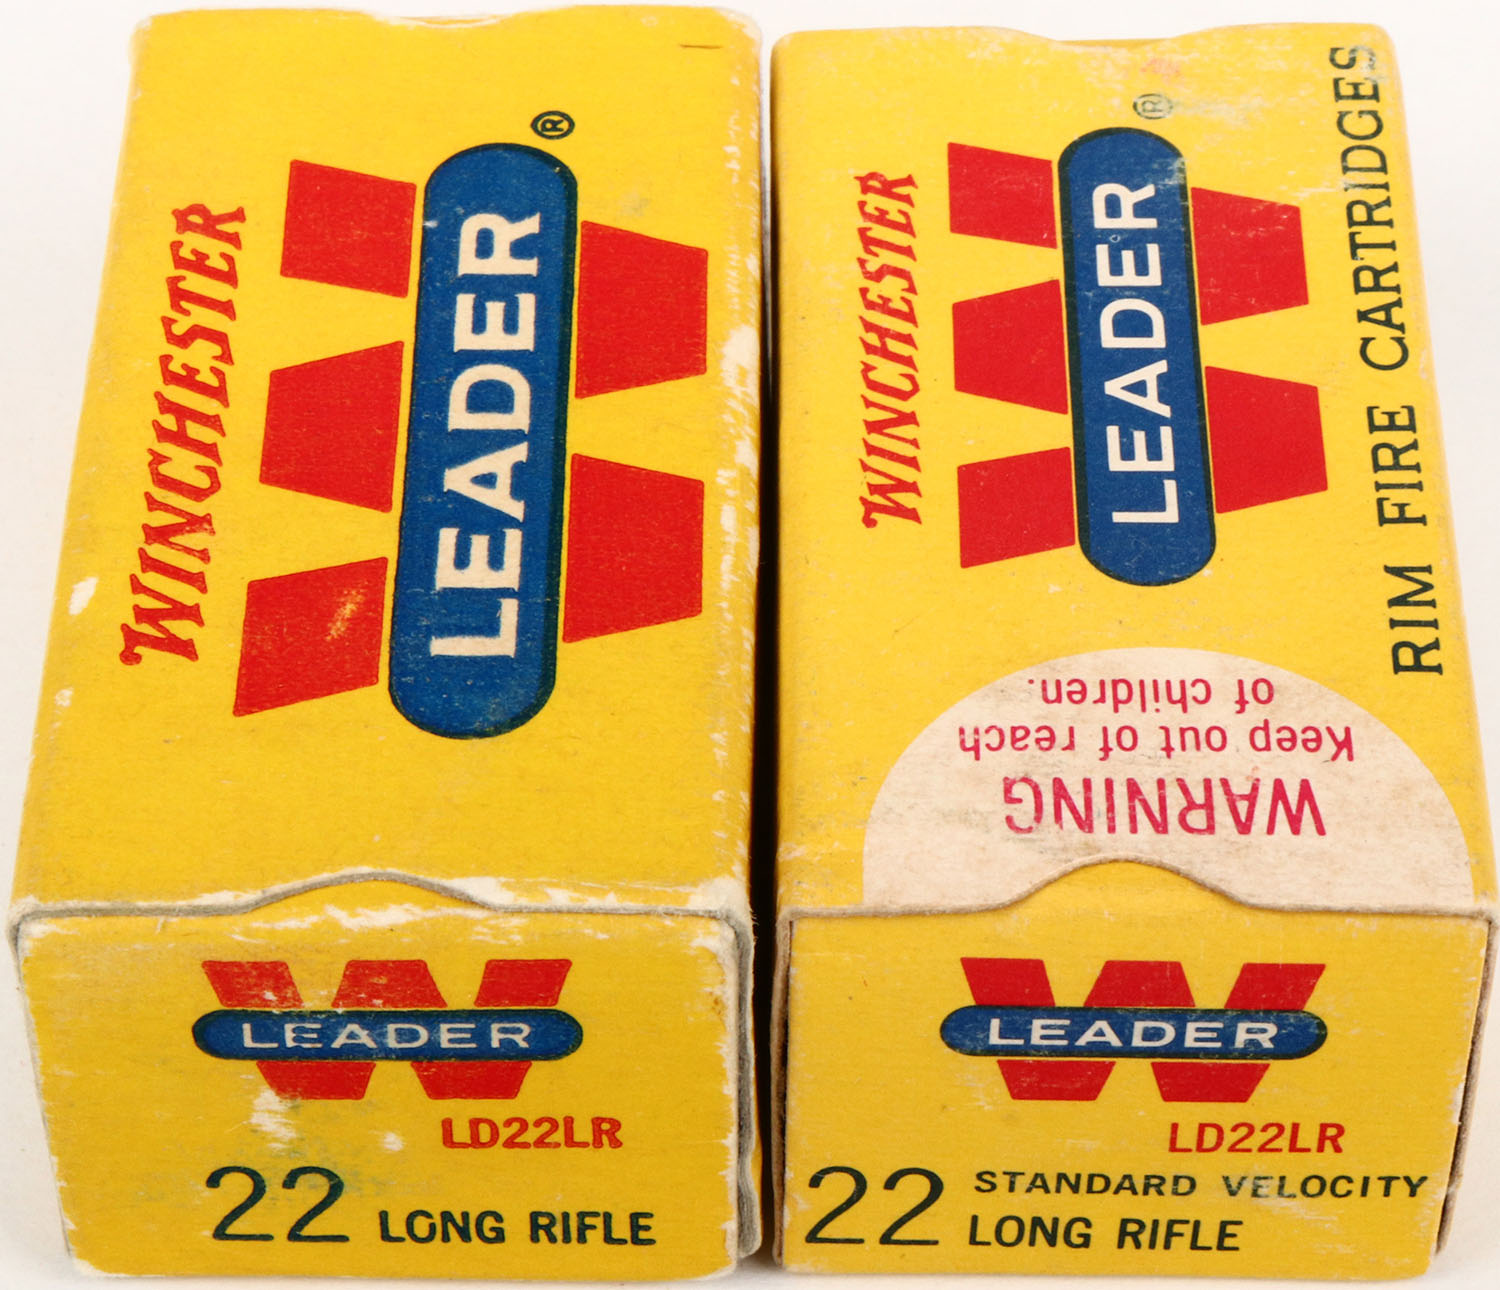 WINCHESTER
LEADER®
LEADER
LD22LR
22 LONG RIFLE
WINCHESTER
LEADER®
RIM FIRE CARTRIDGES
WARNING
Keep out of reach
of children.
LEADER
LD22LR
22 STANDARD VELOCITY
LONG RIFLE